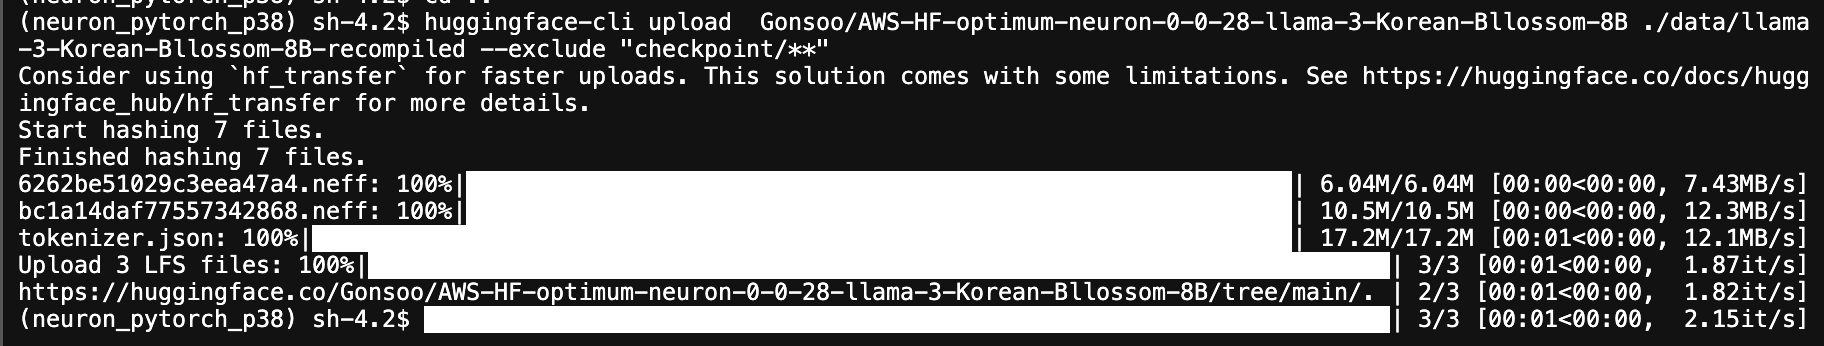 (neuron_pytorch_p38) sh-4.2$ huggingface-cli upload  Gonsoo/AWS-HF-optimum-neuron-0-0-28-llama-3-Korean-Bllossom-8B ./data/llama
-3-Korean-Bllossom-8B-recompiled --exclude "checkpoint/**"
Consider using `hf_transfer` for faster uploads. This solution comes with some limitations. See https://huggingface.co/docs/hugg
ingface_hub/hf_transfer for more details.
Start hashing 7 files.
Finished hashing 7 files.
6262be51029c3eea47a4.neff: 100%| | 6.04M/6.04M [00:00<00:00, 7.43MB/s]
bc1a14daf77557342868.neff: 100%| | 10.5M/10.5M [00:00<00:00, 12.3MB/s]
tokenizer.json: 100%| | 17.2M/17.2M [00:01<00:00, 12.1MB/s]
Upload 3 LFS files: 100%| | 3/3 [00:01<00:00,  1.87it/s]
https://huggingface.co/Gonsoo/AWS-HF-optimum-neuron-0-0-28-llama-3-Korean-Bllossom-8B/tree/main/. | 2/3 [00:01<00:00,  1.82it/s]
(neuron_pytorch_p38) sh-4.2$ | 3/3 [00:01<00:00,  2.15it/s]